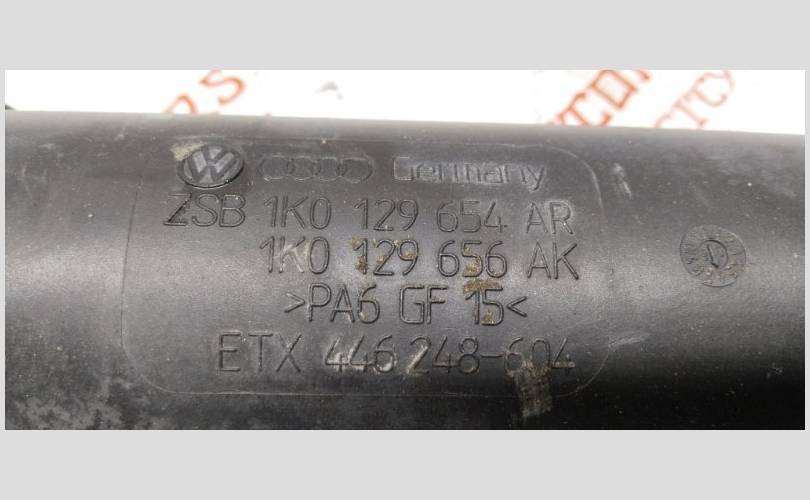 Germany
ZSB 1K0 129 654 AR
1K0 129 656 AK
>PA6 GF 15<
ETX 446 248-604